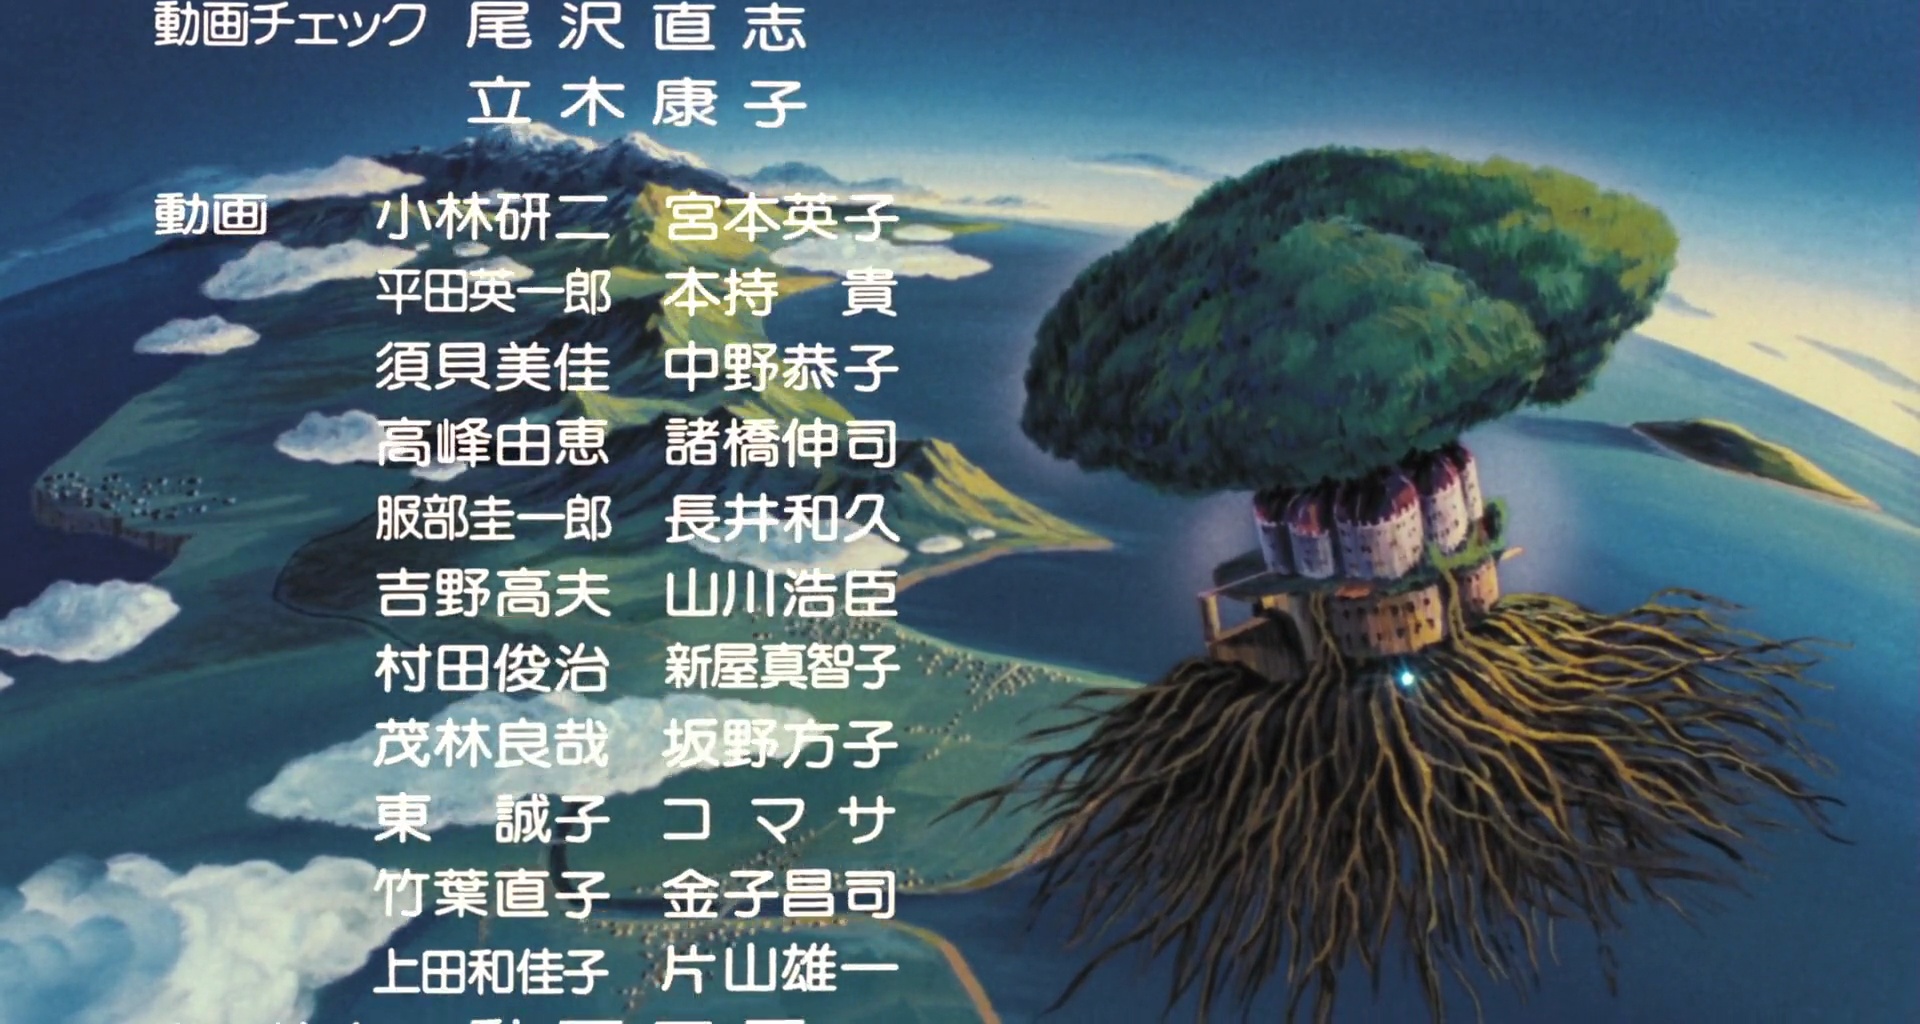 動画チェック 尾沢直志
立木康子
動画 小林研二 宮本英子
平田英一郎 本持 貴
須貝美佳 中野恭子
高峰由恵 諸橋伸司
服部圭一郎 長井和久
吉野高夫 山川浩臣
村田俊治 新屋真智子
茂林良哉 坂野方子
東 誠子 コマサ
竹葉直子 金子昌司
上田和佳子 片山雄一